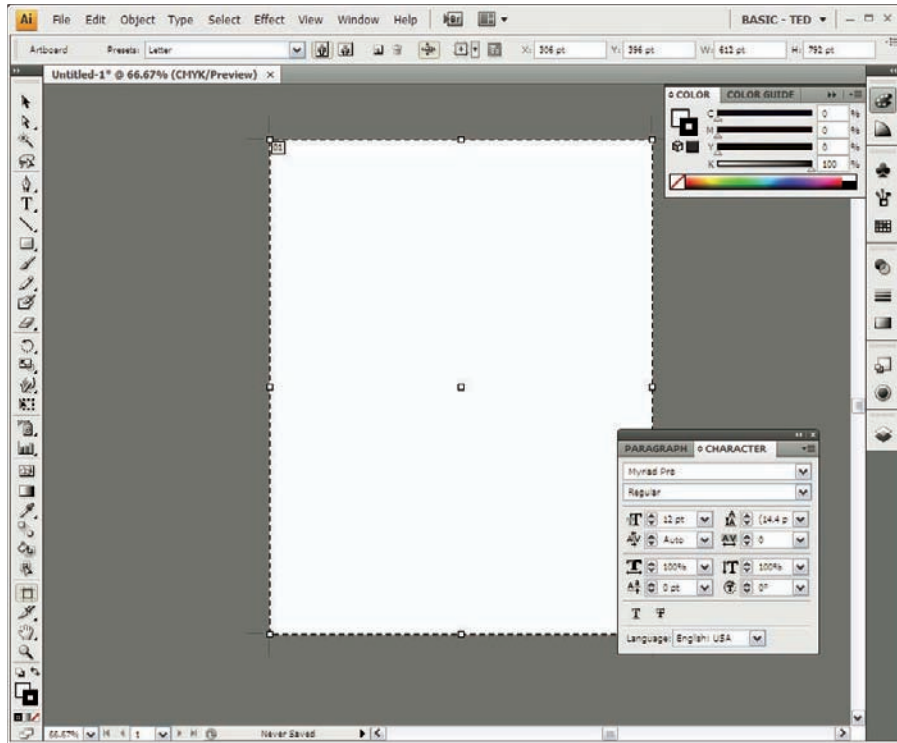 Ai File Edit Object Type Select Effect View Window Help Br BASIC - TED
Artboard Presets: Letter X: 306 pt Y: 396 pt W: 612 pt H: 792 pt
Untitled-1* @ 66.67% (CMYK/Preview) ×
COLOR COLOR GUIDE
C 0 %
M 0 %
Y 0 %
K 100 %
01
PARAGRAPH CHARACTER
Myriad Pro
Regular
12 pt (14.4 p
Auto 0
100% 100%
0 pt 0°
Language: English: USA
66.67% 1 Never Saved